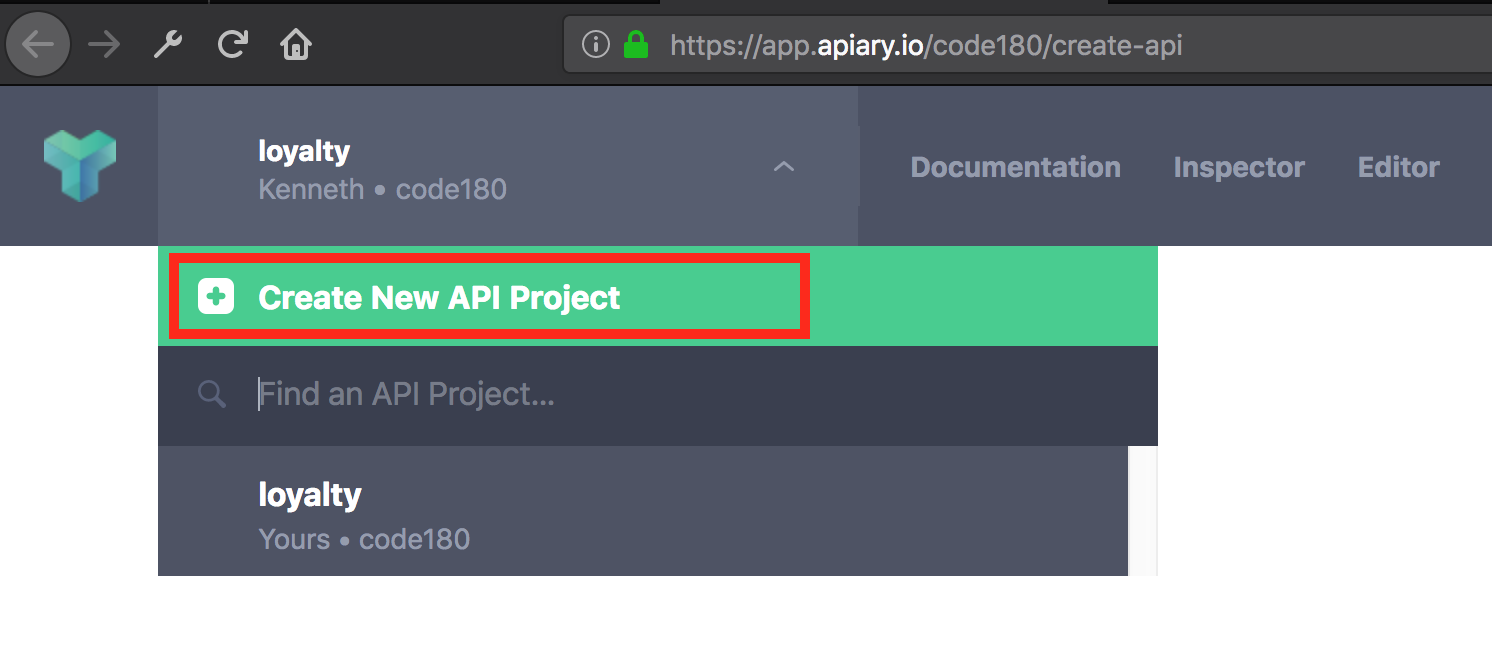 https://app.apiary.io/code180/create-api
loyalty
Kenneth • code180
Documentation Inspector Editor
Create New API Project
Find an API Project...
loyalty
Yours • code180